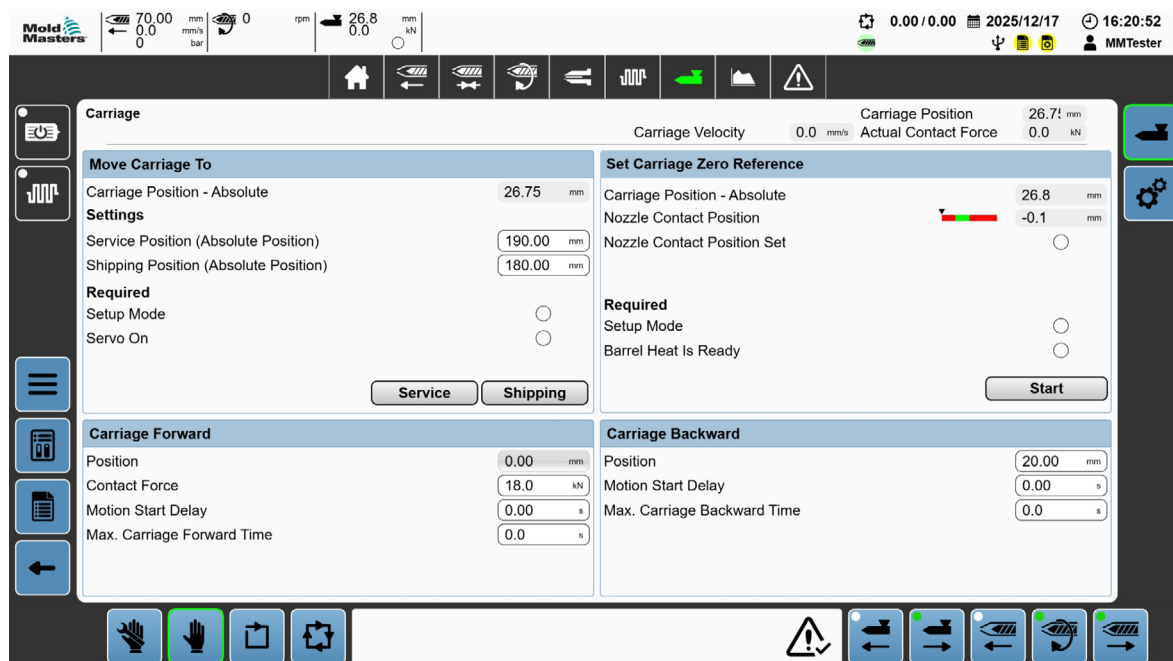 Mold
Masters
70.00 mm
0.0 mm/s
0 bar
0 rpm
26.8 mm
0.0 kN
0.00 / 0.00
2025/12/17
16:20:52
MMTester
Carriage
Carriage Velocity 0.0 mm/s
Carriage Position 26.75 mm
Actual Contact Force 0.0 kN
Move Carriage To
Carriage Position - Absolute 26.75 mm
Settings
Service Position (Absolute Position) 190.00 mm
Shipping Position (Absolute Position) 180.00 mm
Required
Setup Mode
Servo On
Service
Shipping
Set Carriage Zero Reference
Carriage Position - Absolute 26.8 mm
Nozzle Contact Position -0.1 mm
Nozzle Contact Position Set
Required
Setup Mode
Barrel Heat Is Ready
Start
Carriage Forward
Position 0.00 mm
Contact Force 18.0 kN
Motion Start Delay 0.00 s
Max. Carriage Forward Time 0.0 s
Carriage Backward
Position 20.00 mm
Motion Start Delay 0.00 s
Max. Carriage Backward Time 0.0 s